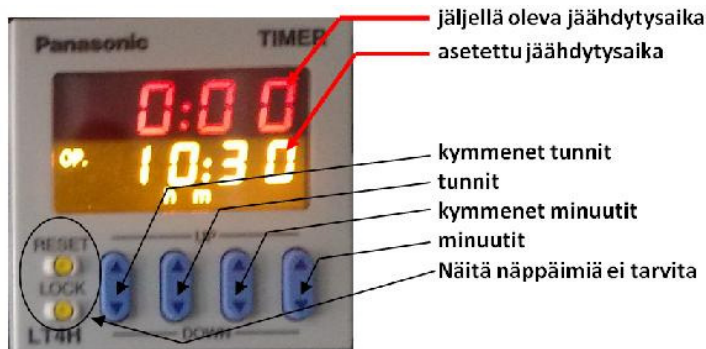 jäljellä oleva jäähdytysaika
Panasonic TIMER
asetettu jäähdytysaika
0:00
OP. 10:30
h m
kymmenet tunnit
tunnit
kymmenet minuutit
minuutit
Näitä näppäimiä ei tarvita
RESET
UP
LOCK
LT4H
DOWN